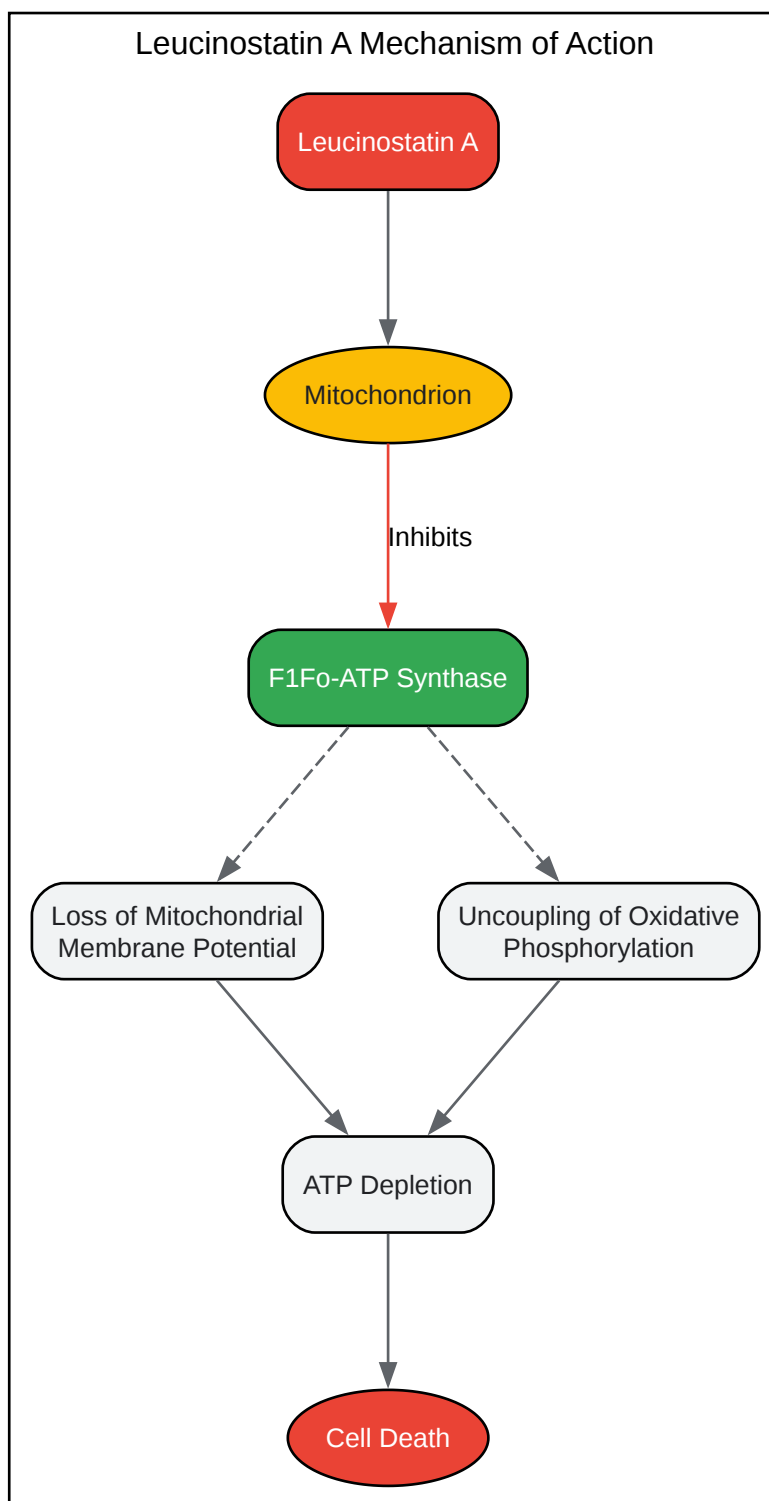 Leucinostatin A Mechanism of Action
Leucinostatin A
Mitochondrion
Inhibits
F1Fo-ATP Synthase
Loss of Mitochondrial
Membrane Potential
Uncoupling of Oxidative
Phosphorylation
ATP Depletion
Cell Death